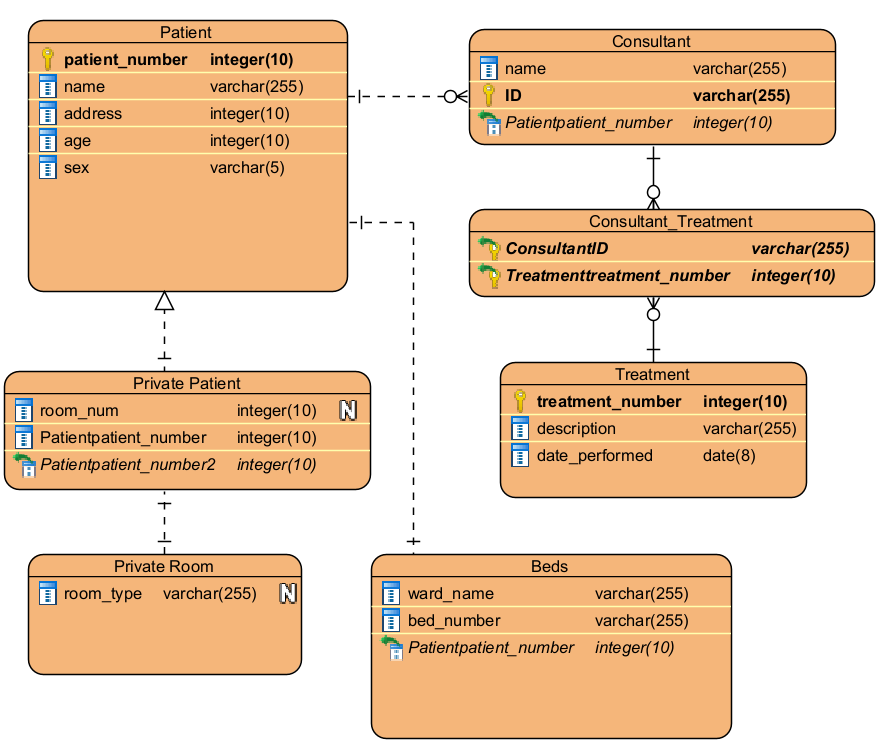 Patient
patient_number integer(10)
name varchar(255)
address integer(10)
age integer(10)
sex varchar(5)
Consultant
name varchar(255)
ID varchar(255)
Patientpatient_number integer(10)
Consultant_Treatment
ConsultantID varchar(255)
Treatmenttreatment_number integer(10)
Treatment
treatment_number integer(10)
description varchar(255)
date_performed date(8)
Private Patient
room_num integer(10) N
Patientpatient_number integer(10)
Patientpatient_number2 integer(10)
Private Room
room_type varchar(255) N
Beds
ward_name varchar(255)
bed_number varchar(255)
Patientpatient_number integer(10)